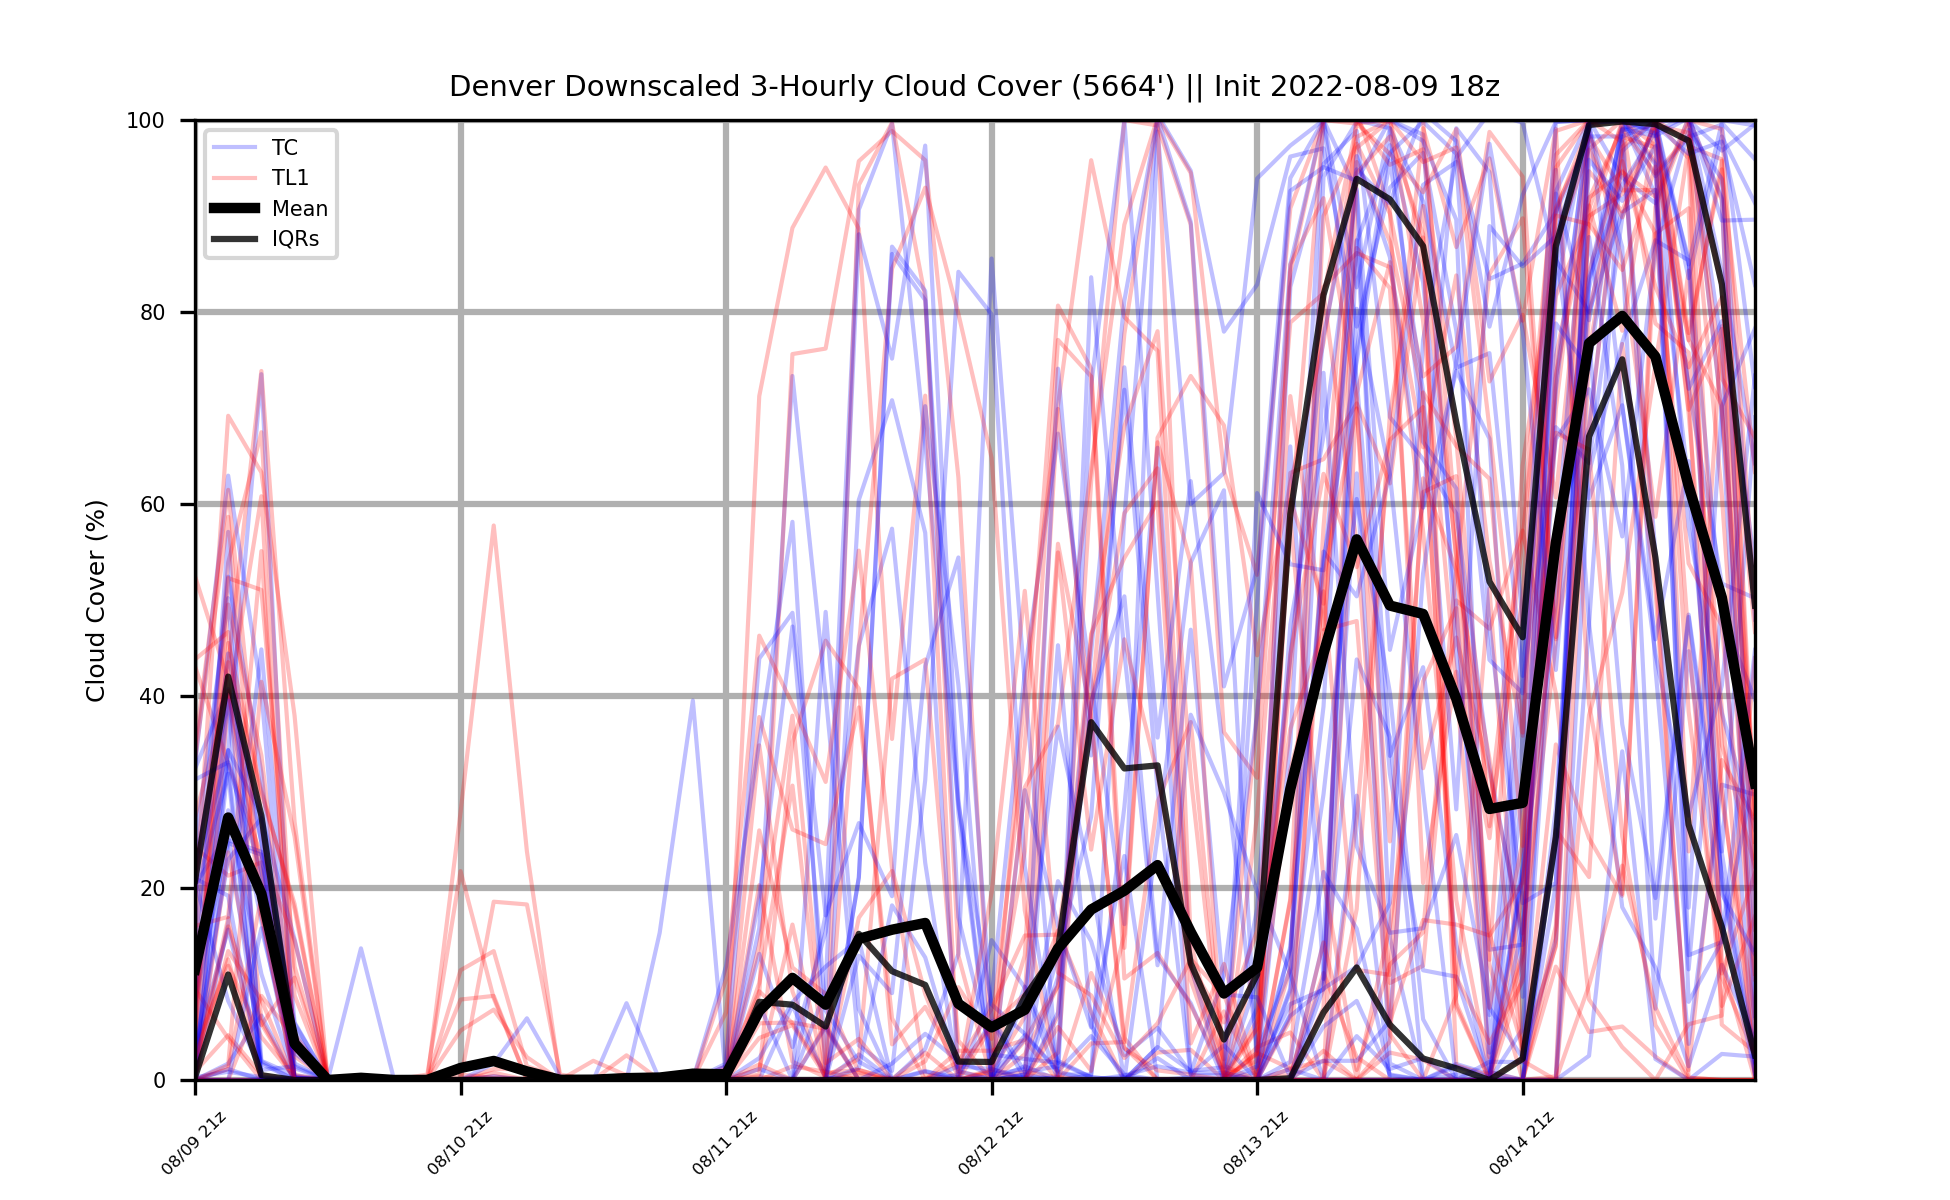 Denver Downscaled 3-Hourly Cloud Cover (5664') || Init 2022-08-09 18z
TC
TL1
Mean
IQRs
Cloud Cover (%)
100
80
60
40
20
0
08/09 21z
08/10 21z
08/11 21z
08/12 21z
08/13 21z
08/14 21z